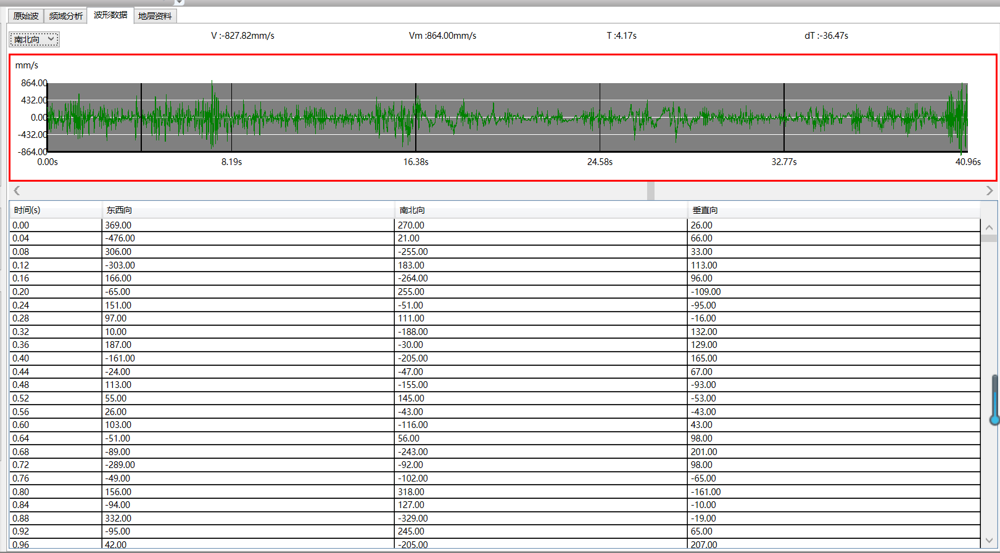 原始波 频域分析 波形数据 地层资料
南北向 V :-827.82mm/s Vm :864.00mm/s T :4.17s dT :-36.47s
mm/s
864.00
432.00
0.00
-432.00
-864.00
0.00s 8.19s 16.38s 24.58s 32.77s 40.96s
时间(s) 东西向 南北向 垂直向
0.00 369.00 270.00 26.00
0.04 -476.00 21.00 66.00
0.08 306.00 -255.00 33.00
0.12 -303.00 183.00 113.00
0.16 166.00 -264.00 96.00
0.20 -65.00 255.00 -109.00
0.24 151.00 -51.00 -95.00
0.28 97.00 111.00 -16.00
0.32 10.00 -188.00 132.00
0.36 187.00 -30.00 129.00
0.40 -161.00 -205.00 165.00
0.44 -24.00 -47.00 67.00
0.48 113.00 -155.00 -93.00
0.52 55.00 145.00 -53.00
0.56 26.00 -43.00 -43.00
0.60 103.00 -116.00 43.00
0.64 -51.00 56.00 98.00
0.68 -89.00 -243.00 201.00
0.72 -289.00 -92.00 98.00
0.76 -49.00 -102.00 -65.00
0.80 156.00 318.00 -161.00
0.84 -94.00 127.00 -10.00
0.88 332.00 -329.00 -19.00
0.92 -95.00 245.00 65.00
0.96 42.00 -205.00 207.00